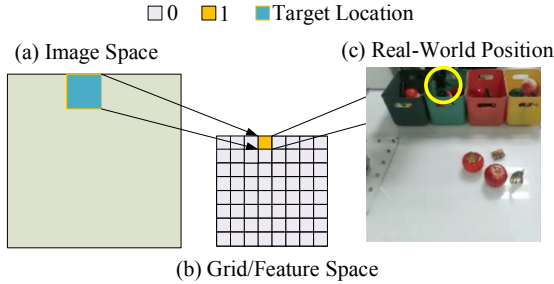 0 1 Target Location
(a) Image Space
(c) Real-World Position
(b) Grid/Feature Space